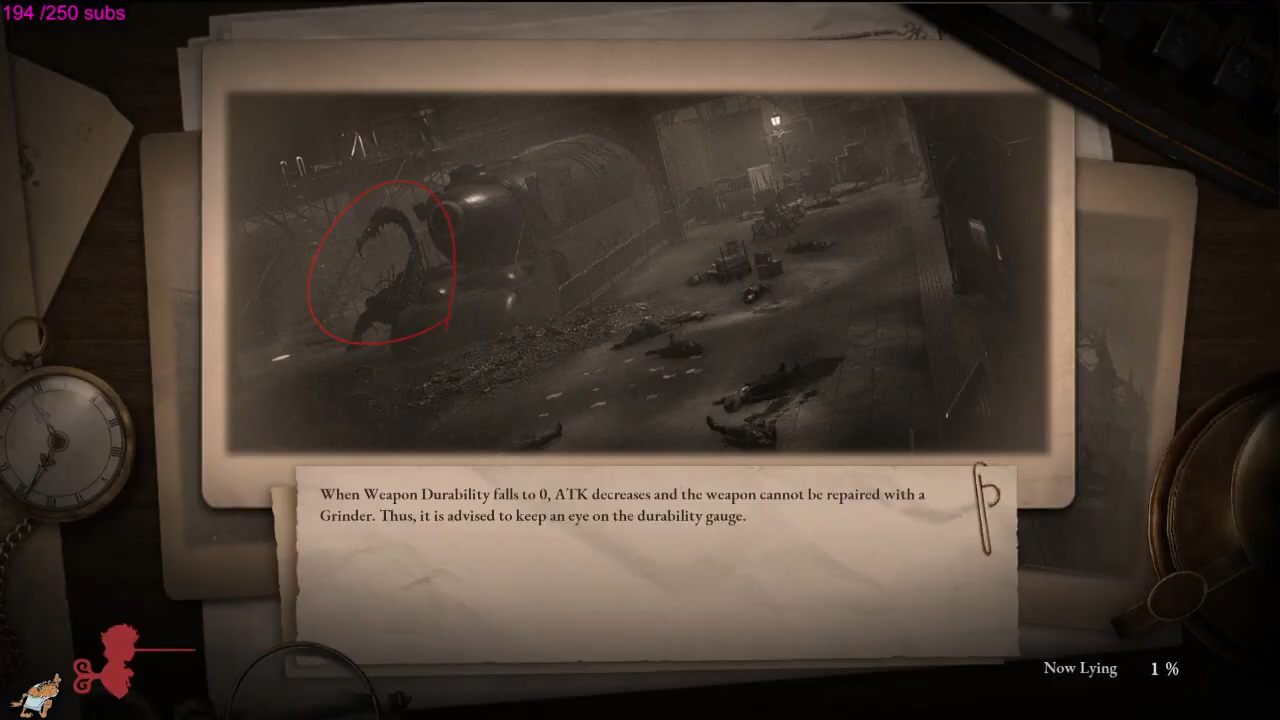 194 /250 subs
When Weapon Durability falls to 0, ATK decreases and the weapon cannot be repaired with a
Grinder. Thus, it is advised to keep an eye on the durability gauge.
Now Lying 1 %